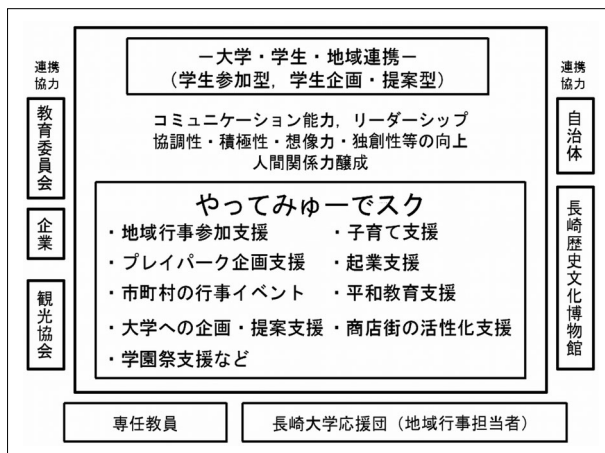 －大学・学生・地域連携－
(学生参加型，学生企画・提案型)
連携
協力
教育委員会
企業
観光協会
コミュニケーション能力，リーダーシップ
協調性・積極性・想像力・独創性等の向上
人間関係力醸成
やってみゅーでスク
・地域行事参加支援
・プレイパーク企画支援
・市町村の行事イベント
・大学への企画・提案支援
・学園祭支援など
・子育て支援
・起業支援
・平和教育支援
・商店街の活性化支援
連携
協力
自治体
長崎歴史文化博物館
専任教員
長崎大学応援団（地域行事担当者）